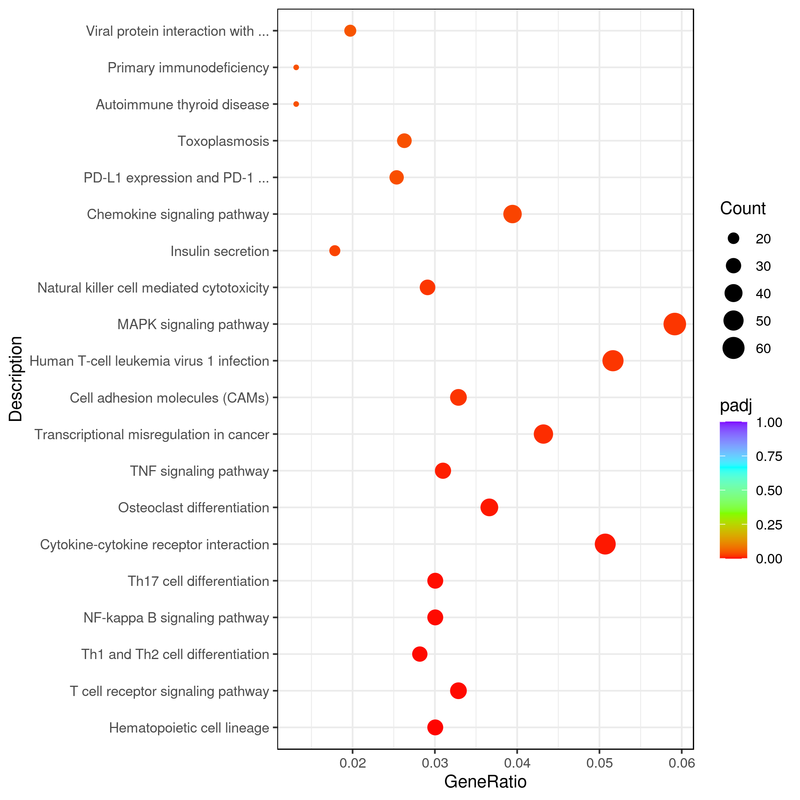 Viral protein interaction with ...
Primary immunodeficiency
Autoimmune thyroid disease
Toxoplasmosis
PD-L1 expression and PD-1 ...
Chemokine signaling pathway
Insulin secretion
Natural killer cell mediated cytotoxicity
MAPK signaling pathway
Human T-cell leukemia virus 1 infection
Cell adhesion molecules (CAMs)
Transcriptional misregulation in cancer
TNF signaling pathway
Osteoclast differentiation
Cytokine-cytokine receptor interaction
Th17 cell differentiation
NF-kappa B signaling pathway
Th1 and Th2 cell differentiation
T cell receptor signaling pathway
Hematopoietic cell lineage
Description
0.02 0.03 0.04 0.05 0.06
GeneRatio
Count
20
30
40
50
60
padj
1.00
0.75
0.50
0.25
0.00